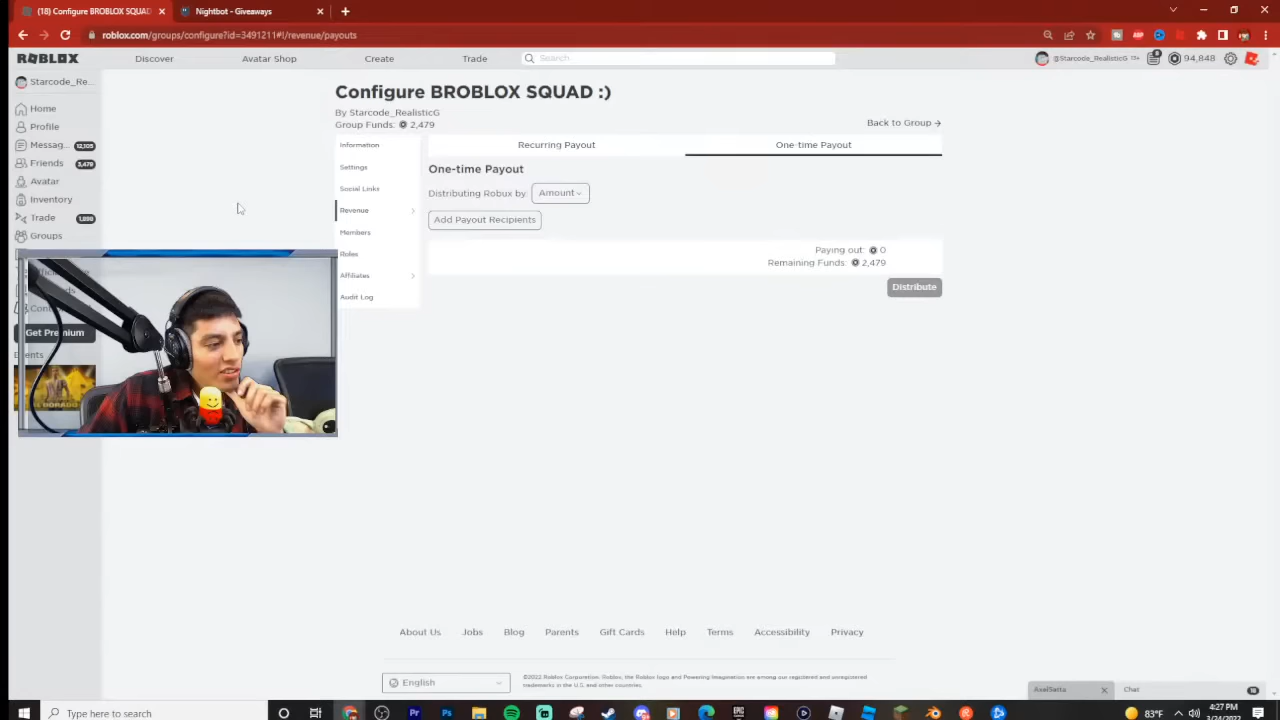 (18) Configure BROBLOX SQUAD
Nightbot - Giveaways
roblox.com/groups/configure?id=3491211#!/revenue/payouts
ROBLOX
Discover
Avatar Shop
Create
Trade
Search
@Starcode_RealisticG 13+
94,848
Starcode_Re...
Home
Profile
Messag... 12,105
Friends 3,479
Avatar
Inventory
Trade
Groups
Get Premium
Events
Configure BROBLOX SQUAD :)
By Starcode_RealisticG
Group Funds: 2,479
Back to Group
Information
Settings
Social Links
Revenue
Members
Roles
Affiliates
Audit Log
Recurring Payout
One-time Payout
One-time Payout
Distributing Robux by: Amount
Add Payout Recipients
Paying out: 0
Remaining Funds: 2,479
Distribute
About Us
Jobs
Blog
Parents
Gift Cards
Help
Terms
Accessibility
Privacy
English
©2022 Roblox Corporation. Roblox, the Roblox logo and Powering Imagination are among our registered and unregistered
trademarks in the U.S. and other countries.
Chat
Type here to search
83°F
4:27 PM